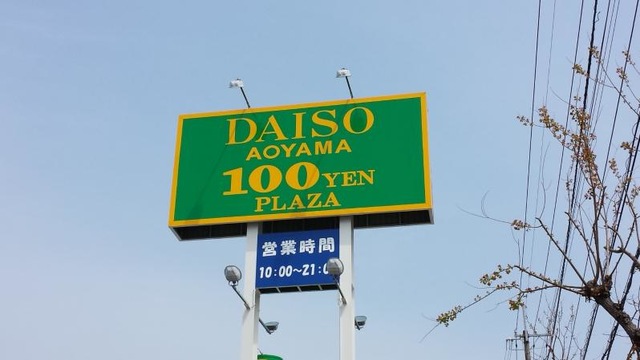 DAISO
AOYAMA
100 YEN
PLAZA
営業時間
10:00～21:0